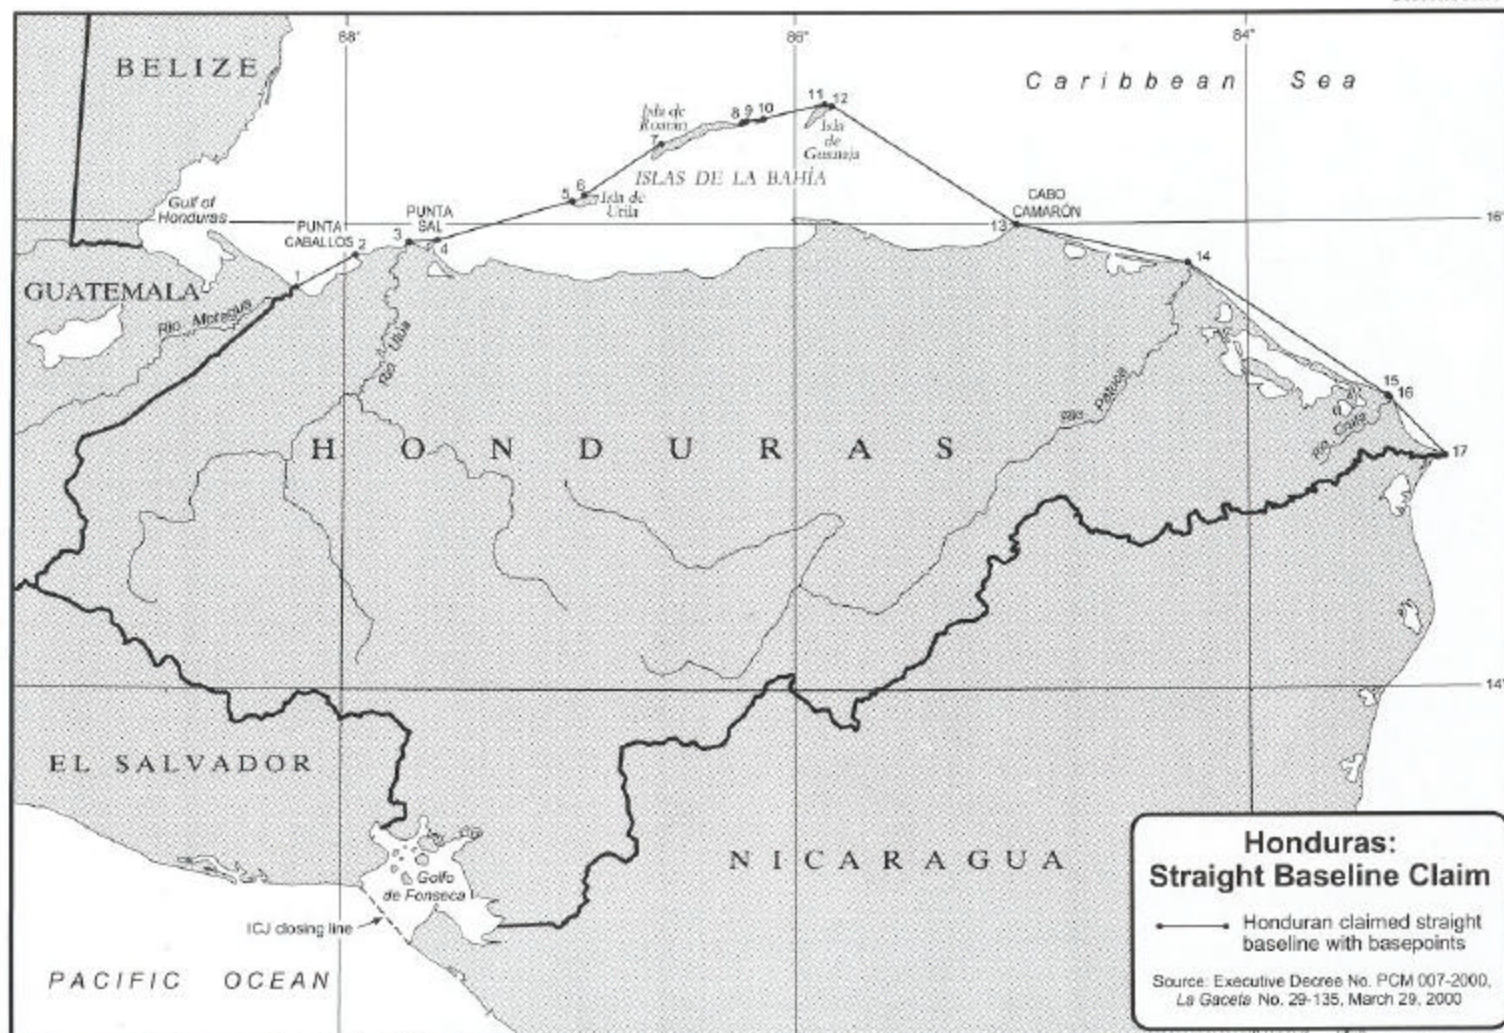 88°
86°
84°
BELIZE
Caribbean Sea
11 12
Isla de
Roatán
8 9 10
7
Isla
de
Guanaja
ISLAS DE LA BAHÍA
6
5
Isla de
Utila
Gulf of
Honduras
PUNTA
SAL
PUNTA
CABALLOS
2
3
4
CABO
CAMARÓN
13
16°
14
1
GUATEMALA
Río Motagua
Río Ulúa
Río Patuca
15
16
Río Cruta
17
HONDURAS
14°
EL SALVADOR
NICARAGUA
Golfo
de Fonseca
ICJ closing line
PACIFIC OCEAN
Honduras:
Straight Baseline Claim
Honduran claimed straight
baseline with basepoints
Source: Executive Decree No. PCM 007-2000,
La Gaceta No. 29-135, March 29, 2000